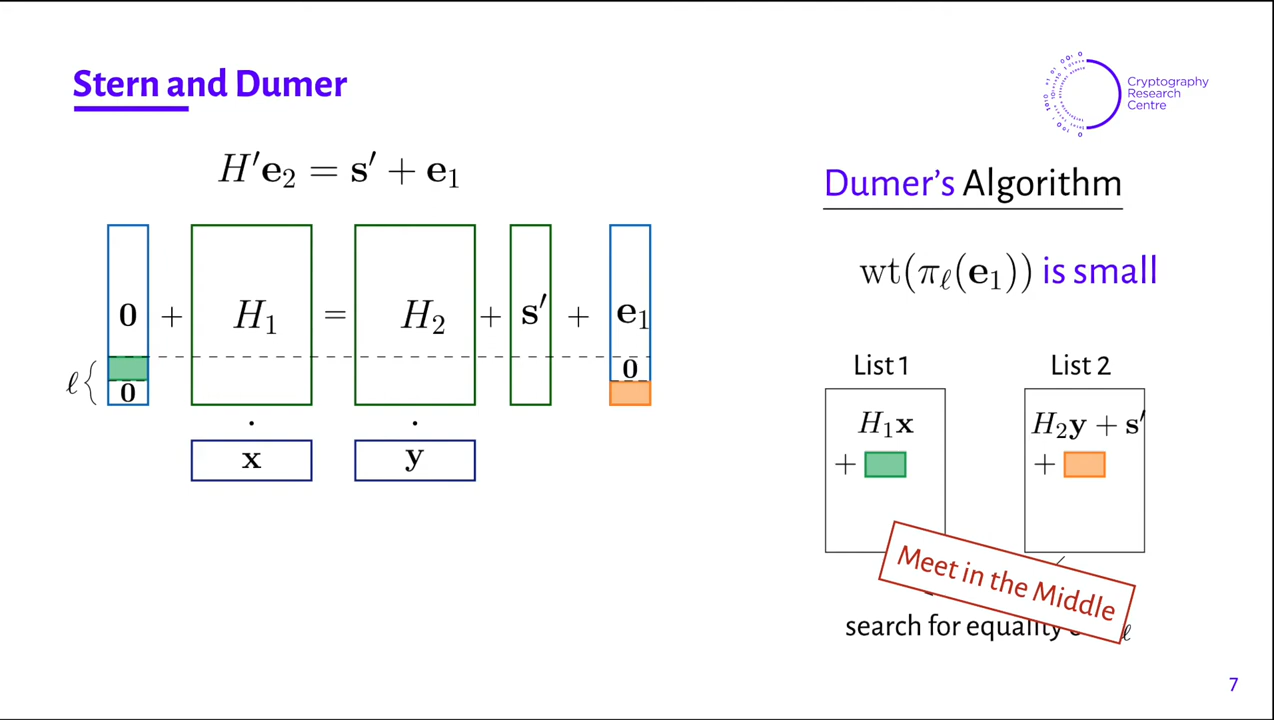 Stern and Dumer
Cryptography
Research
Centre
H′e₂ = s′ + e₁
Dumer's Algorithm
wt(πℓ(e₁)) is small
0 + H₁ = H₂ + s′ + e₁
0
ℓ{ 0
· ·
x y
List 1 List 2
H₁x H₂y + s′
+ +
Meet in the Middle
search for equality ℓ
7